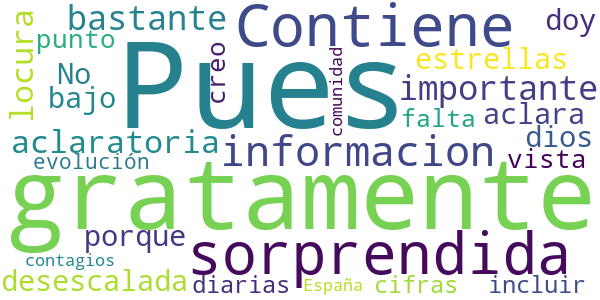 locura
bastante
Contiene
doy
punto
Pues
creo
comunidad
estrellas
No
bajo
importante
falta
aclara
aclaratoria
informacion
dios
evolución
vista
gratamente
porque
sorprendida
contagios
desescalada
diarias
España
cifras
incluir